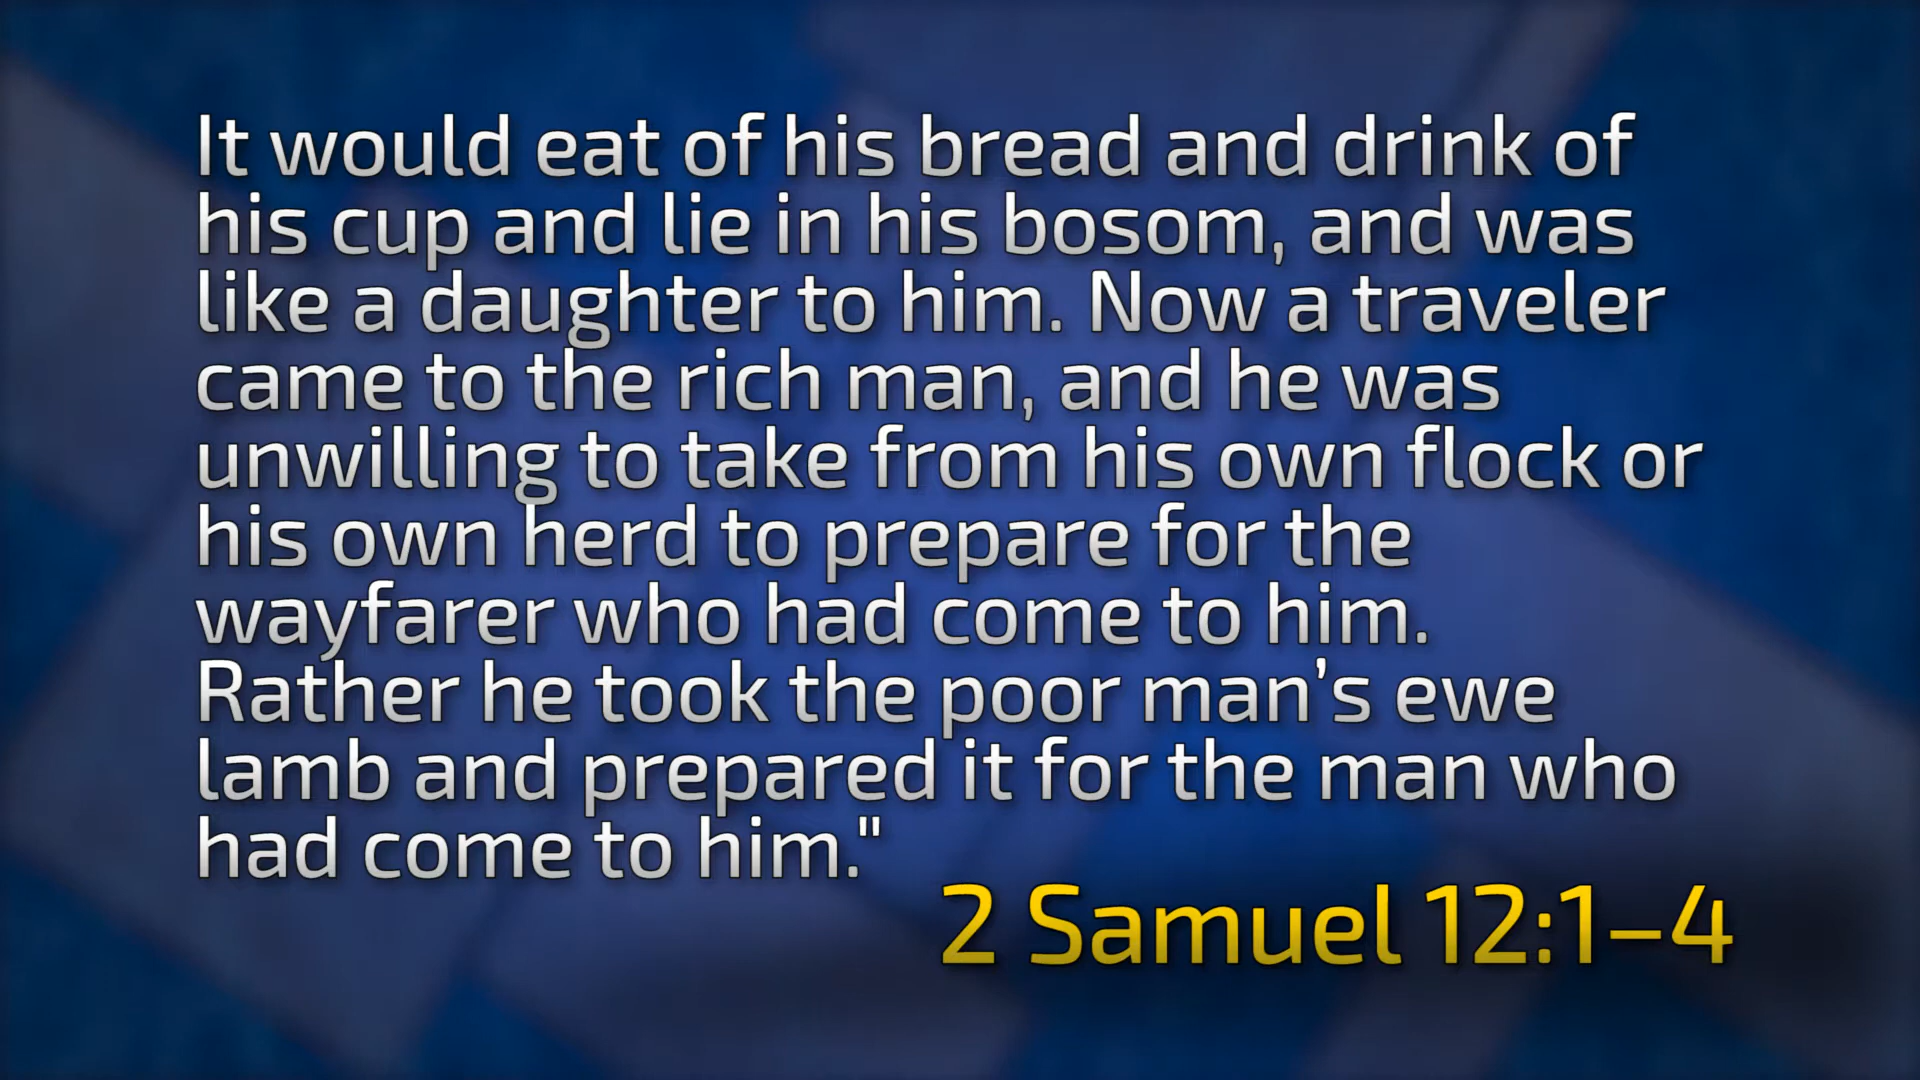 It would eat of his bread and drink of
his cup and lie in his bosom, and was
like a daughter to him. Now a traveler
came to the rich man, and he was
unwilling to take from his own flock or
his own herd to prepare for the
wayfarer who had come to him.
Rather he took the poor man’s ewe
lamb and prepared it for the man who
had come to him."
2 Samuel 12:1–4